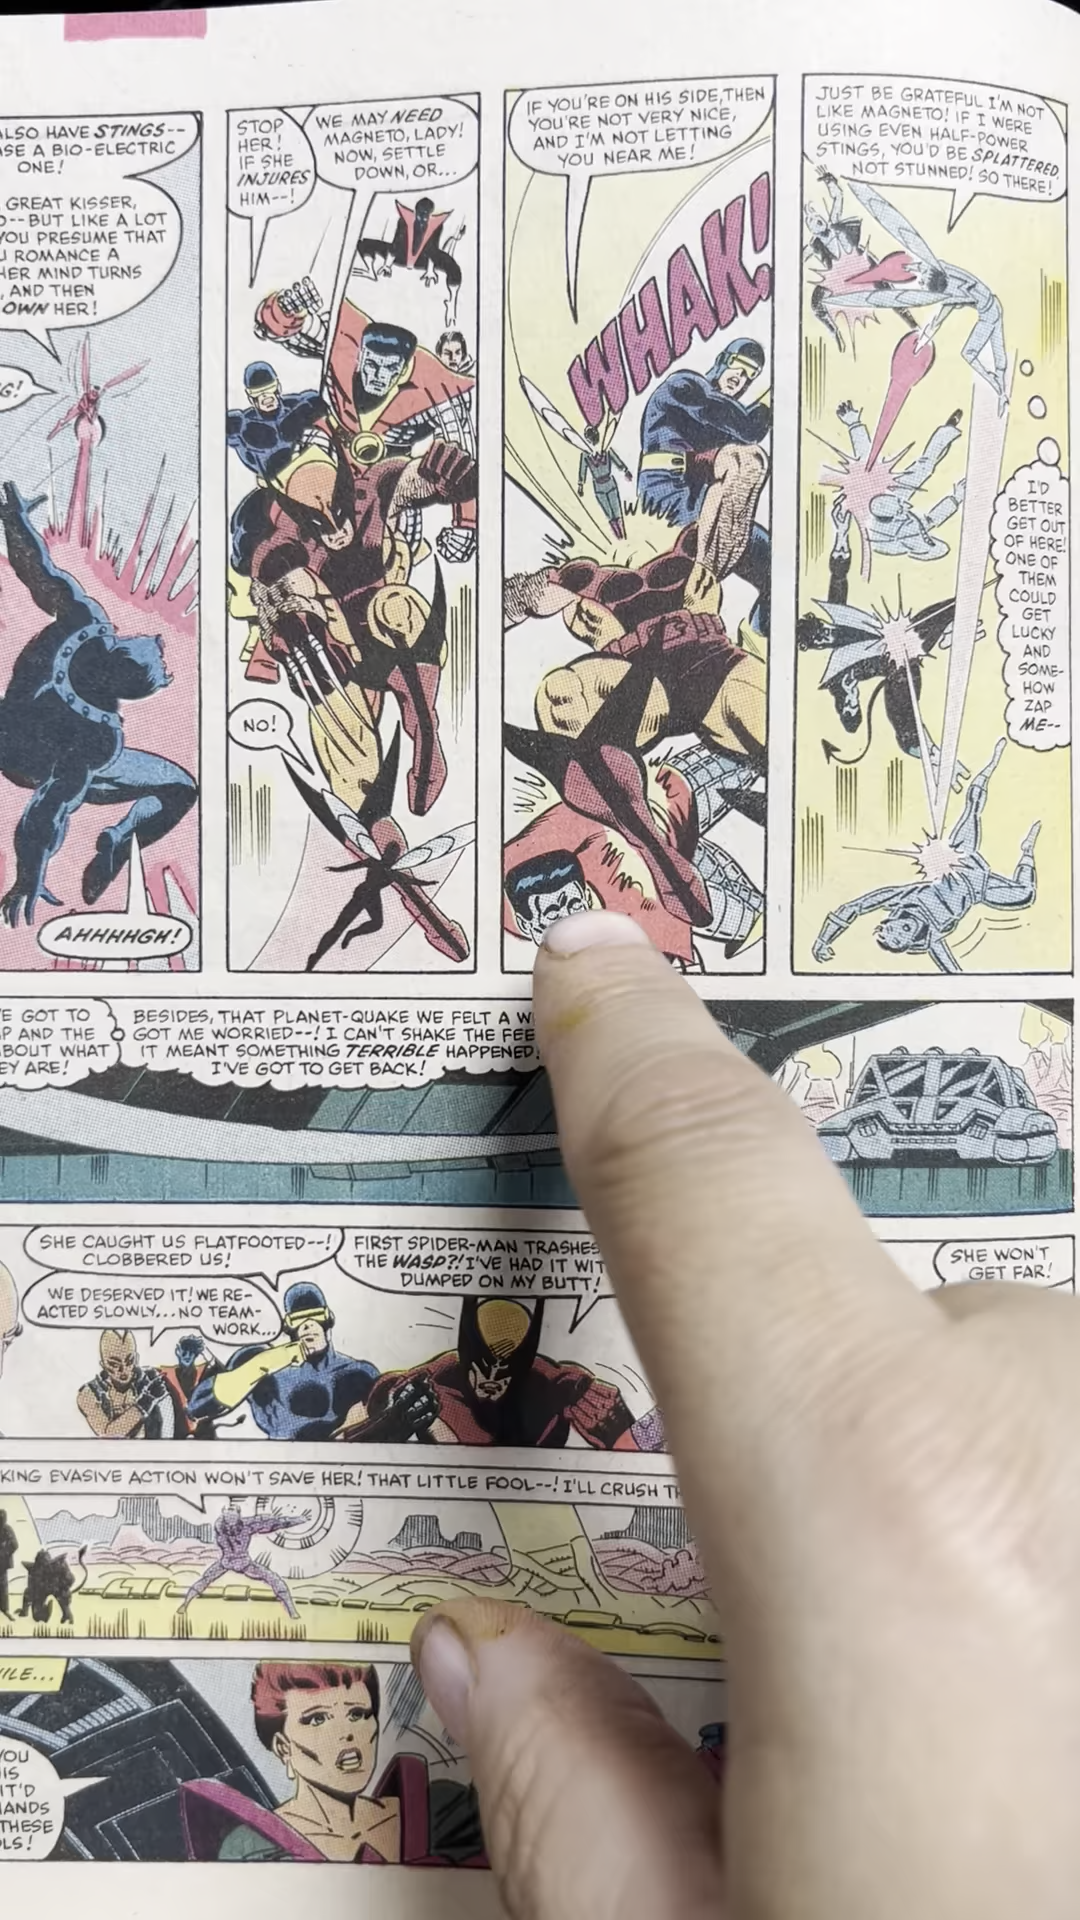 ALSO HAVE STINGS--
A BIO-ELECTRIC
ONE!
GREAT KISSER,
--BUT LIKE A LOT
YOU PRESUME THAT
ROMANCE A
HER MIND TURNS
, AND THEN
OWN HER!
G!
AHHHHGH!
STOP
HER!
IF SHE
INJURES
HIM--!
WE MAY NEED
MAGNETO, LADY!
NOW, SETTLE
DOWN, OR...
NO!
IF YOU'RE ON HIS SIDE, THEN
YOU'RE NOT VERY NICE,
AND I'M NOT LETTING
YOU NEAR ME!
WHAK!
JUST BE GRATEFUL I'M NOT
LIKE MAGNETO! IF I WERE
USING EVEN HALF-POWER
STINGS, YOU'D BE SPLATTERED,
NOT STUNNED! SO THERE!
I'D
BETTER
GET OUT
OF HERE!
ONE OF
THEM
COULD
GET
LUCKY
AND
SOME-
HOW
ZAP
ME--
GOT TO
AND THE
ABOUT WHAT
ARE!
BESIDES, THAT PLANET-QUAKE WE FELT A
GOT ME WORRIED--! I CAN'T SHAKE THE
IT MEANT SOMETHING TERRIBLE HAPPENED!
I'VE GOT TO GET BACK!
SHE CAUGHT US FLATFOOTED--!
CLOBBERED US!
WE DESERVED IT! WE RE-
ACTED SLOWLY...NO TEAM-
WORK...
FIRST SPIDER-MAN TRASHES
THE WASP?! I'VE HAD IT
DUMPED ON MY BUTT!
SHE WON'T
GET FAR!
KING EVASIVE ACTION WON'T SAVE HER! THAT LITTLE FOOL--! I'LL CRUSH
ILE...
YOU
IS
IT'D
ANDS
THESE
LS!